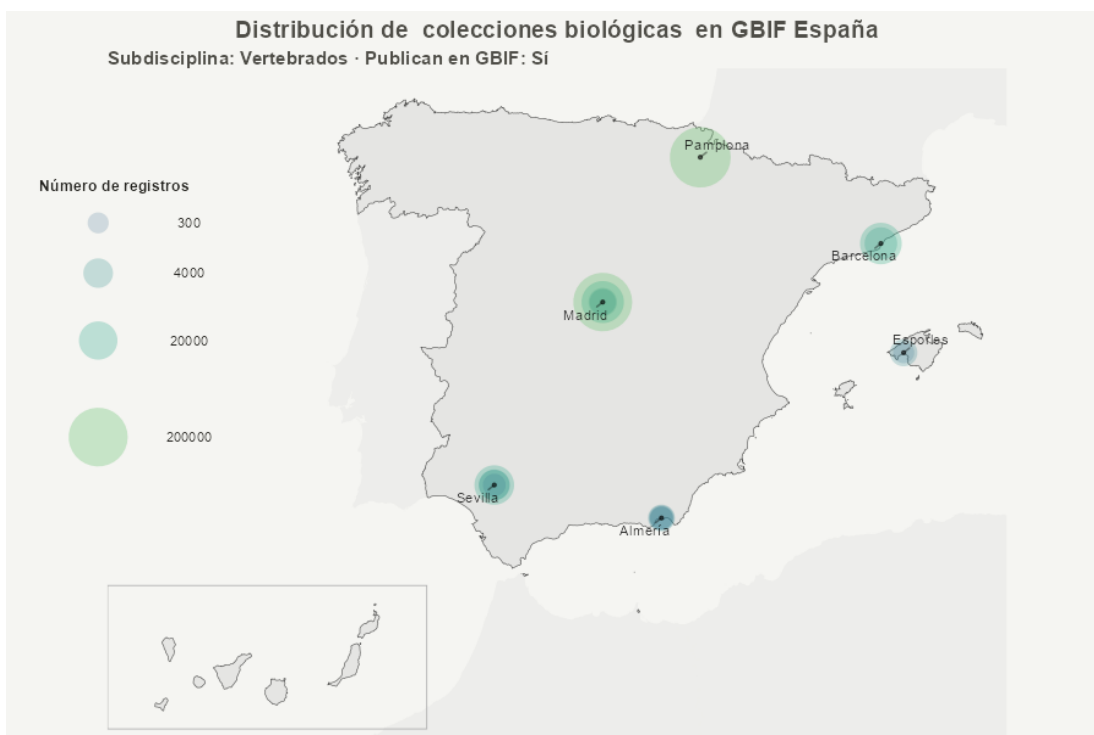 Distribución de  colecciones biológicas  en GBIF España
Subdisciplina: Vertebrados · Publican en GBIF: Sí
Pamplona
Número de registros
300
4000
20000
200000
Barcelona
Madrid
Esporles
Sevilla
Almería